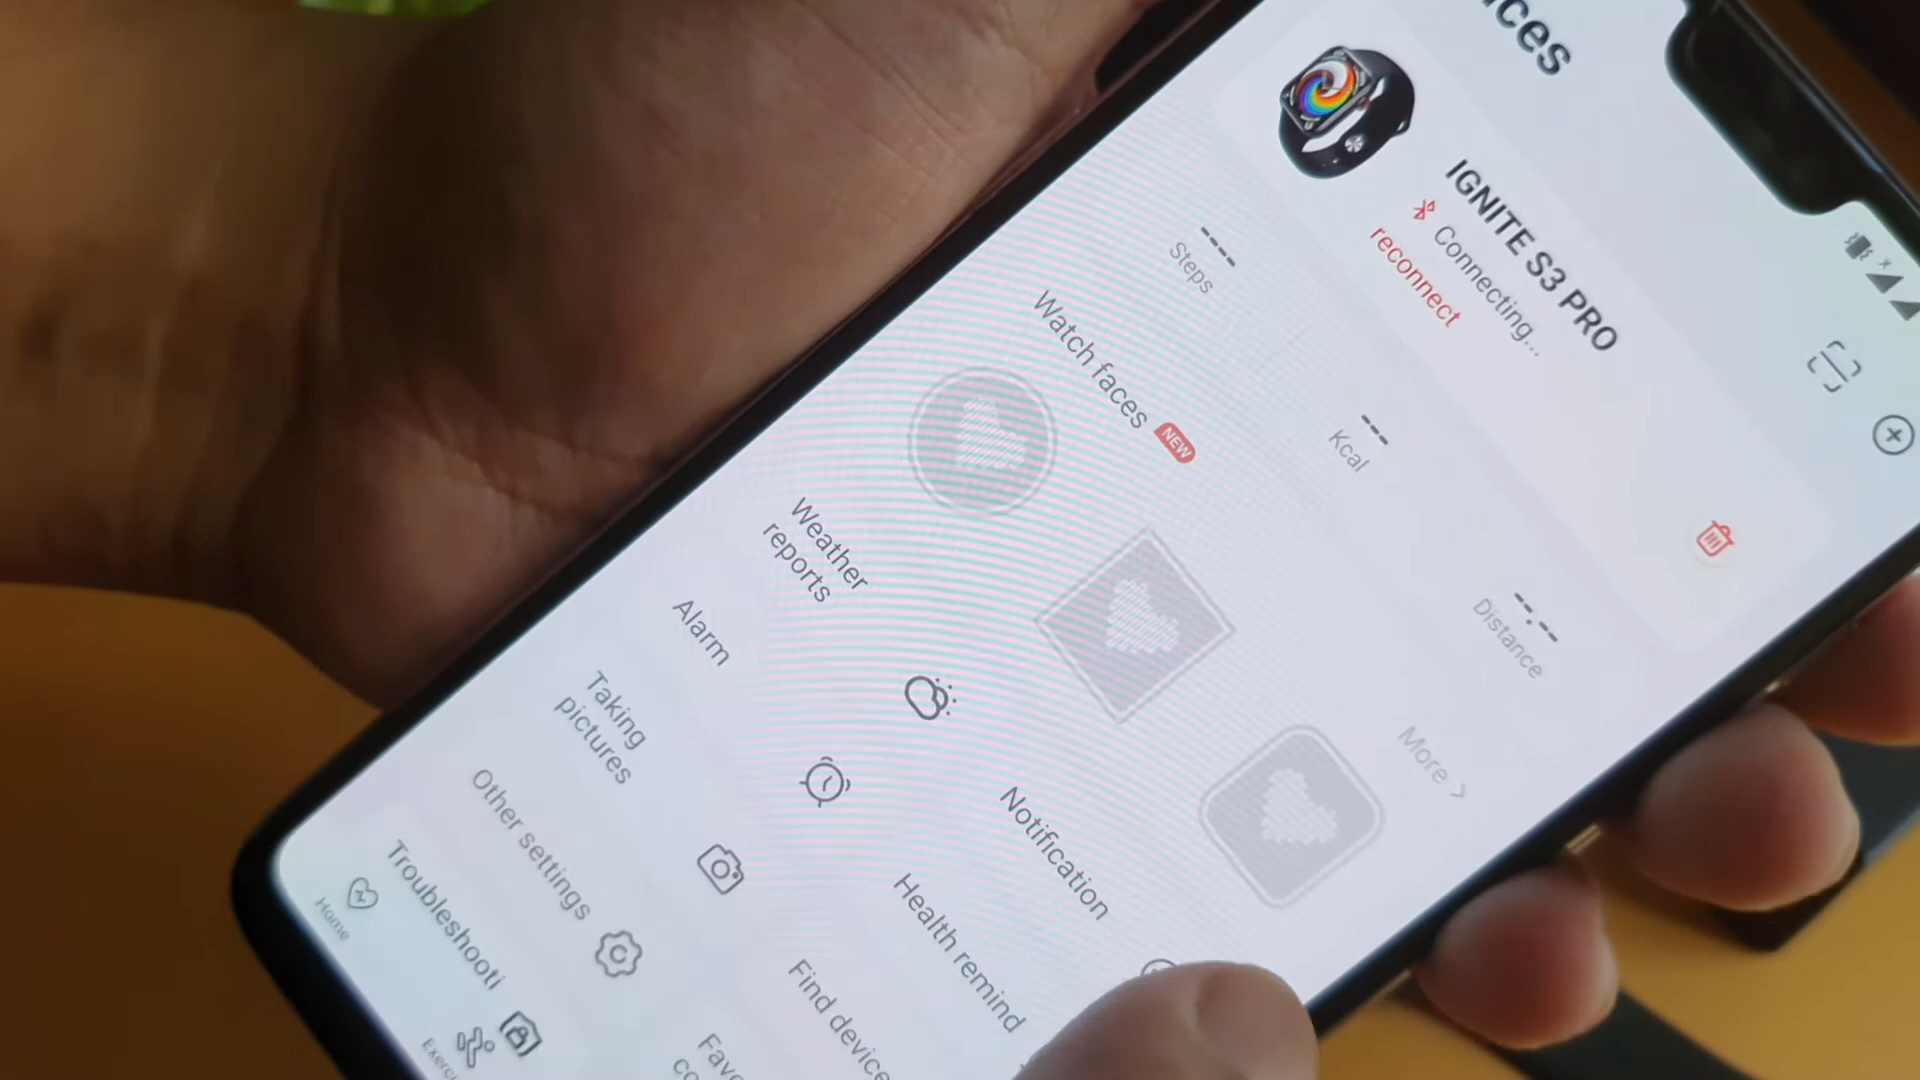 IGNITE S3 PRO
Connecting...
reconnect
----
Steps
---
Kcal
--.--
Distance
Watch faces
NEW
More >
Weather
reports
Notification
Alarm
Health remind
Taking
pictures
Find device
Other settings
Troubleshooti
Home